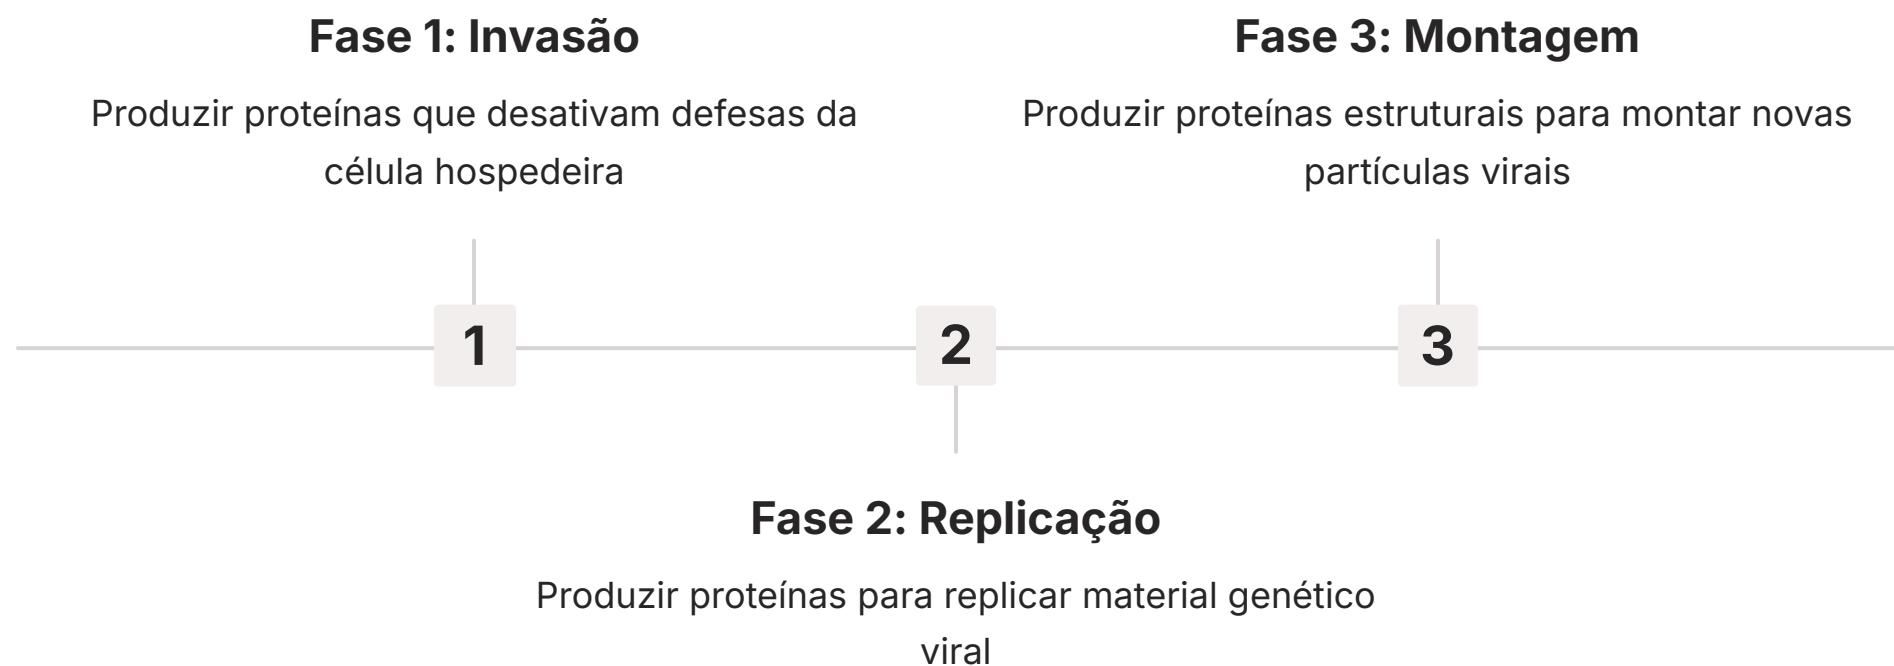 Fase 1: Invasão
Produzir proteínas que desativam defesas da
célula hospedeira
Fase 3: Montagem
Produzir proteínas estruturais para montar novas
partículas virais
1
2
3
Fase 2: Replicação
Produzir proteínas para replicar material genético
viral